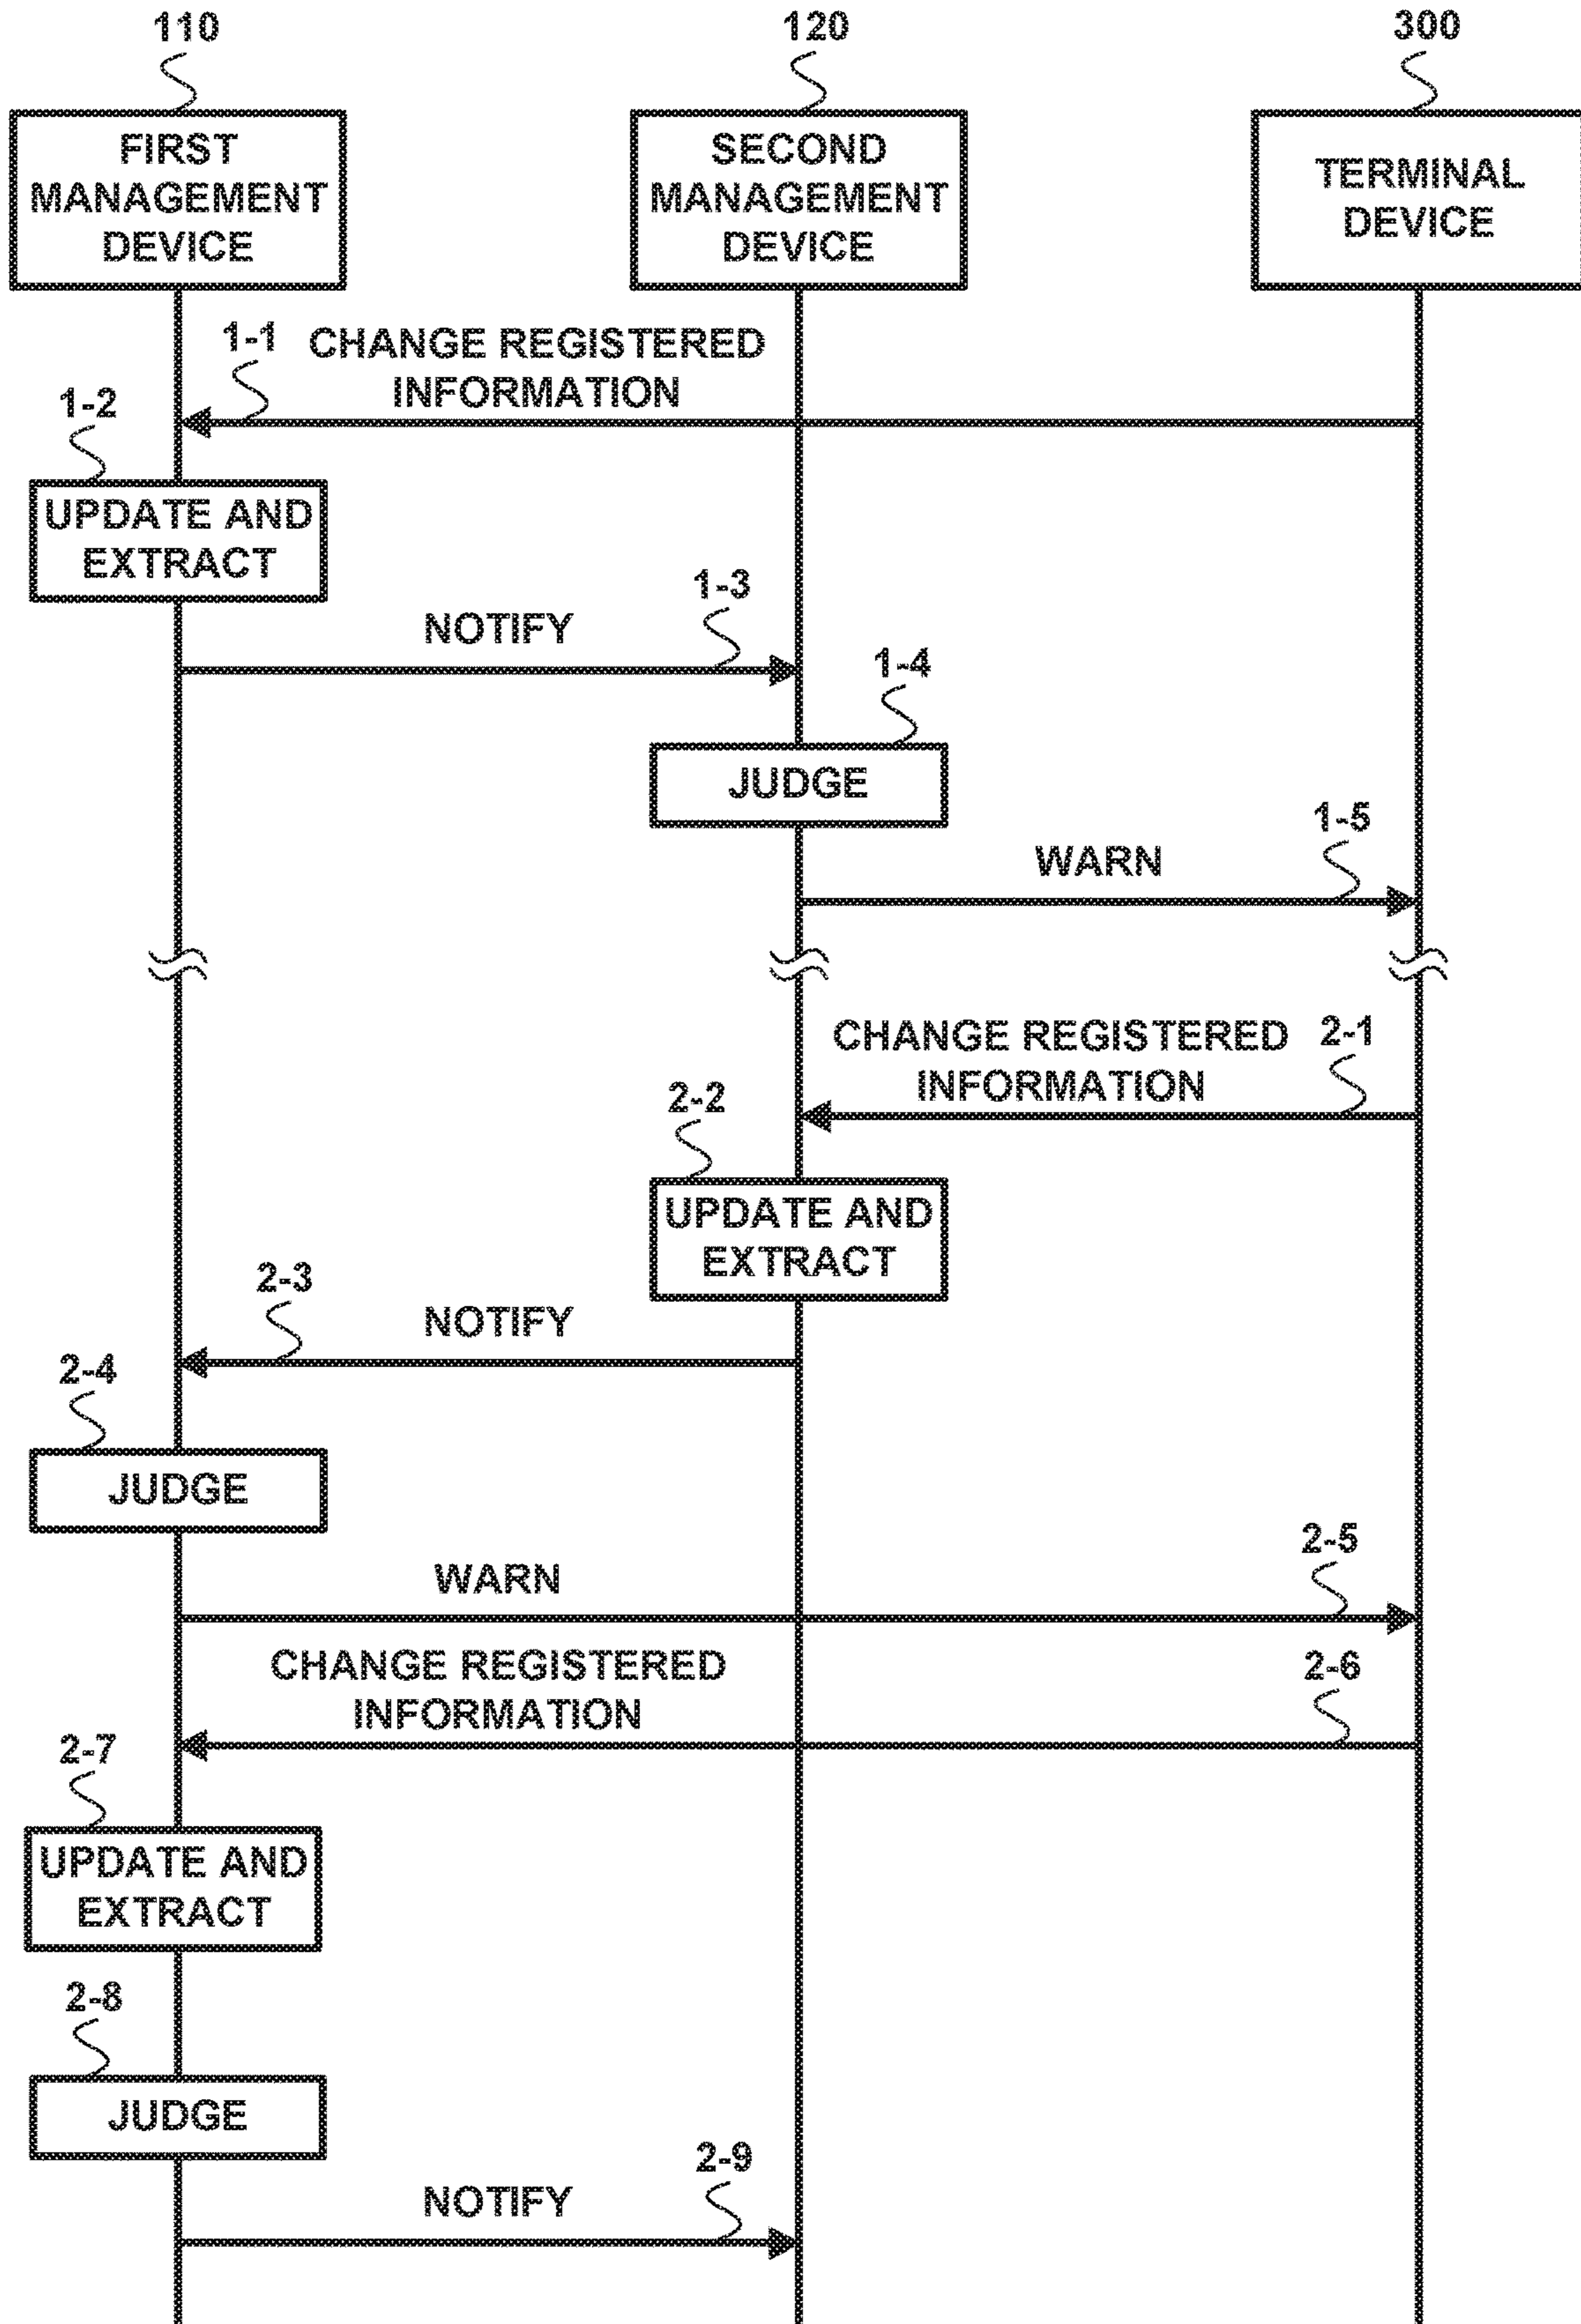 110
120
300
FIRST
MANAGEMENT
DEVICE
SECOND
MANAGEMENT
DEVICE
TERMINAL
DEVICE
1-1
CHANGE REGISTERED
INFORMATION
1-2
UPDATE AND
EXTRACT
1-3
NOTIFY
1-4
JUDGE
1-5
WARN
2-1
CHANGE REGISTERED
INFORMATION
2-2
UPDATE AND
EXTRACT
2-3
NOTIFY
2-4
JUDGE
2-5
WARN
2-6
CHANGE REGISTERED
INFORMATION
2-7
UPDATE AND
EXTRACT
2-8
JUDGE
2-9
NOTIFY